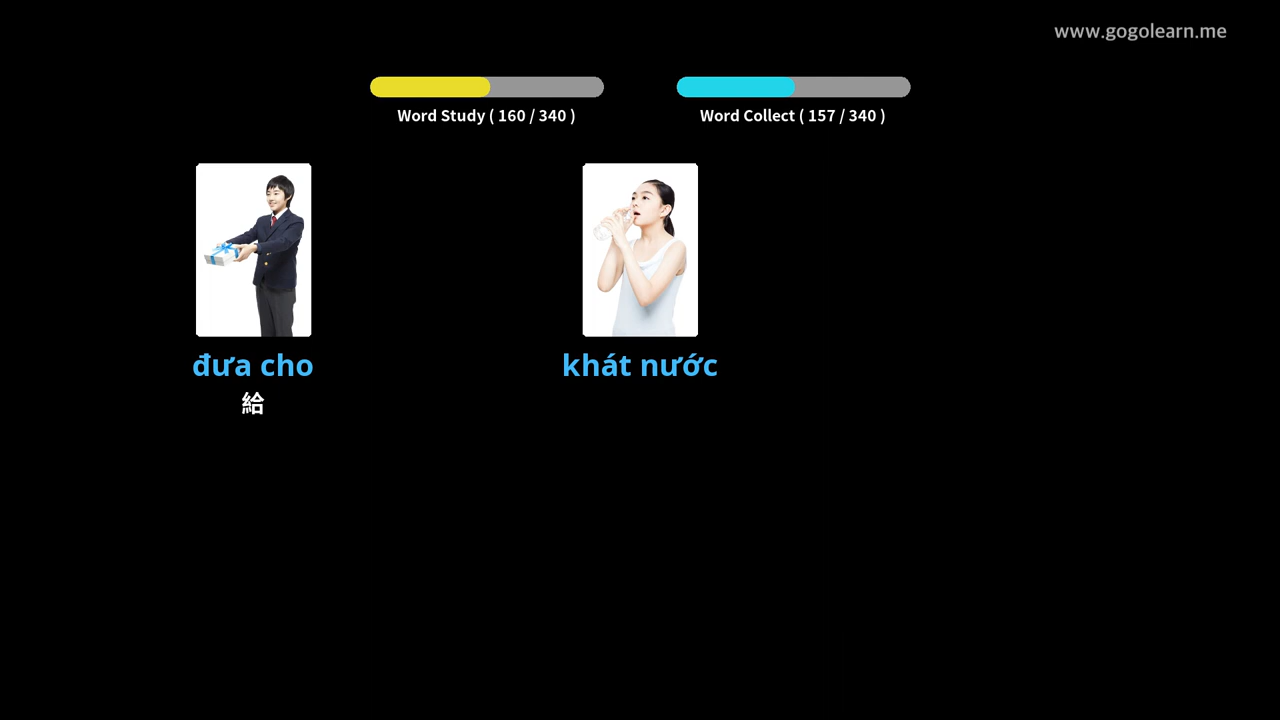 www.gogolearn.me
Word Study ( 160 / 340 )
Word Collect ( 157 / 340 )
đưa cho
khát nước
給